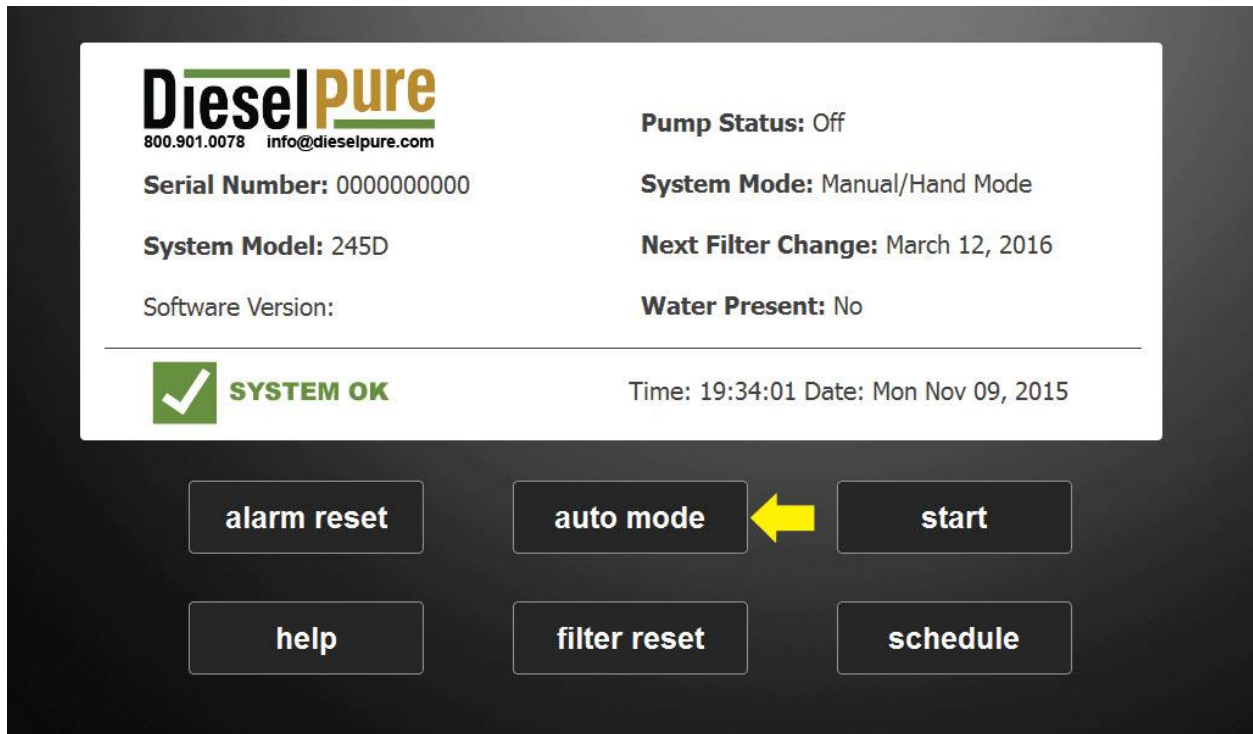 DieselPure
800.901.0078 info@dieselpure.com
Serial Number: 0000000000
System Model: 245D
Software Version:
Pump Status: Off
System Mode: Manual/Hand Mode
Next Filter Change: March 12, 2016
Water Present: No
SYSTEM OK
Time: 19:34:01 Date: Mon Nov 09, 2015
alarm reset
auto mode
start
help
filter reset
schedule